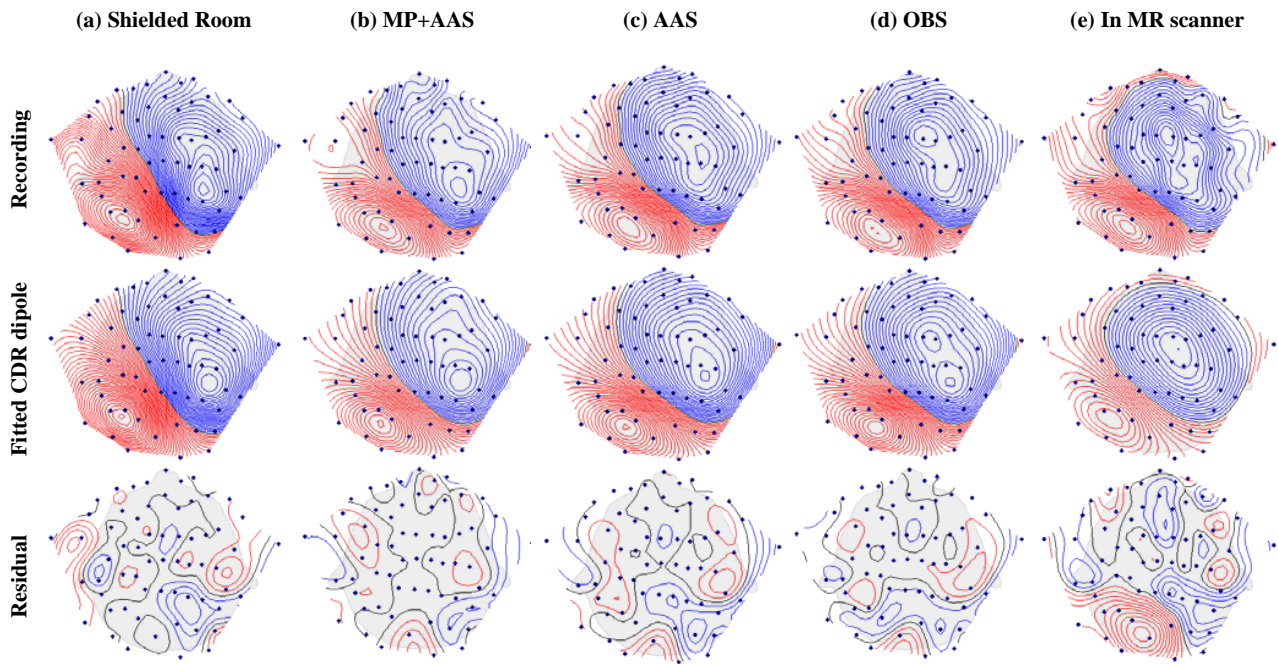 (a) Shielded Room
(b) MP+AAS
(c) AAS
(d) OBS
(e) In MR scanner
Recording
Fitted CDR dipole
Residual